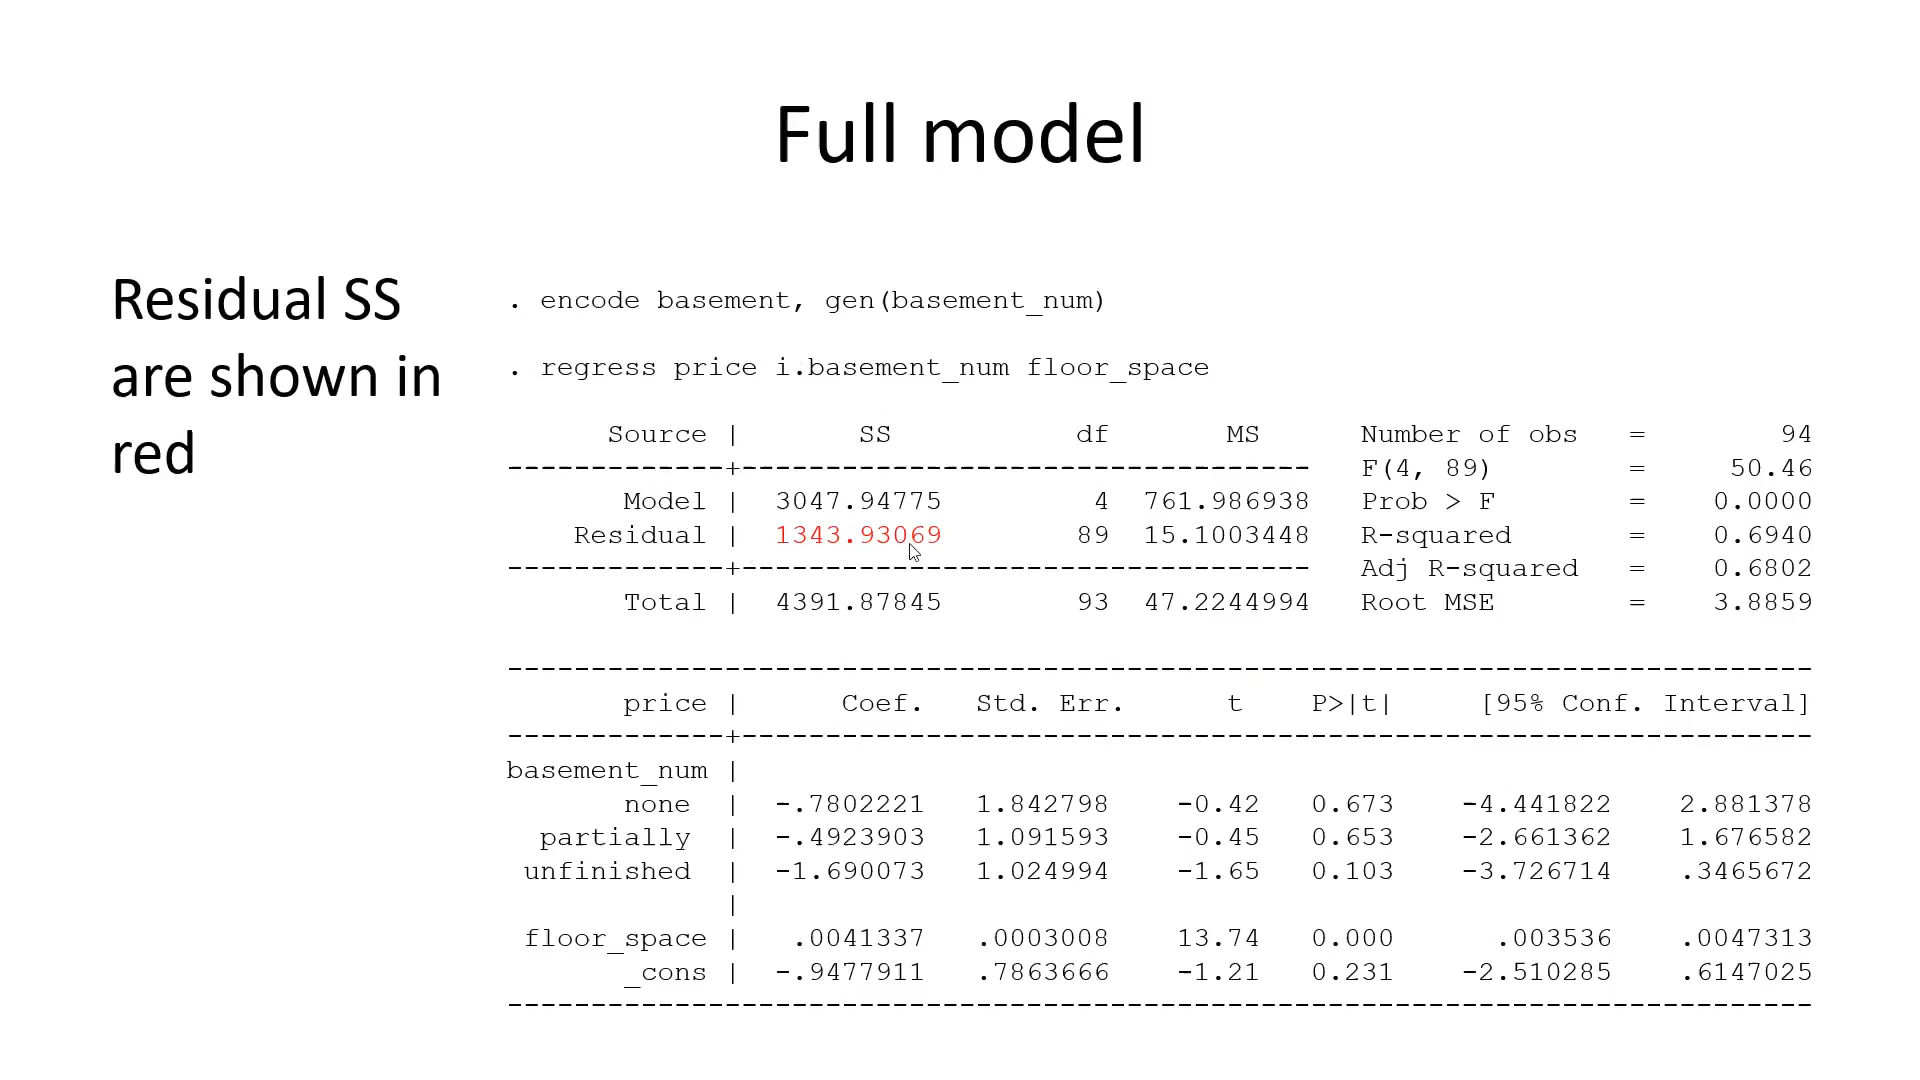 Full model
Residual SS
are shown in
red
. encode basement, gen(basement_num)
. regress price i.basement_num floor_space
Source | SS df MS Number of obs = 94
-------------+---------------------------------- F(4, 89) = 50.46
Model | 3047.94775 4 761.986938 Prob > F = 0.0000
Residual | 1343.93069 89 15.1003448 R-squared = 0.6940
-------------+---------------------------------- Adj R-squared = 0.6802
Total | 4391.87845 93 47.2244994 Root MSE = 3.8859
------------------------------------------------------------------------------
price | Coef. Std. Err. t P>|t| [95% Conf. Interval]
-------------+----------------------------------------------------------------
basement_num |
none | -.7802221 1.842798 -0.42 0.673 -4.441822 2.881378
partially | -.4923903 1.091593 -0.45 0.653 -2.661362 1.676582
unfinished | -1.690073 1.024994 -1.65 0.103 -3.726714 .3465672
|
floor_space | .0041337 .0003008 13.74 0.000 .003536 .0047313
_cons | -.9477911 .7863666 -1.21 0.231 -2.510285 .6147025
------------------------------------------------------------------------------